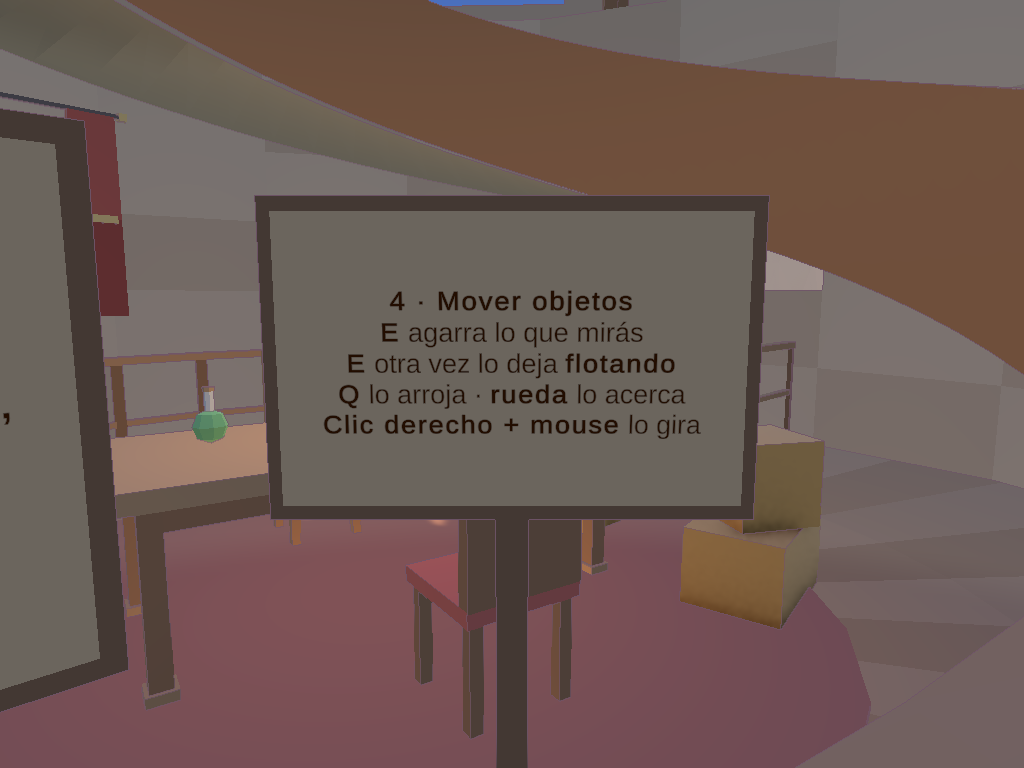 4 · Mover objetos
E agarra lo que mirás
E otra vez lo deja flotando
Q lo arroja · rueda lo acerca
Clic derecho + mouse lo gira